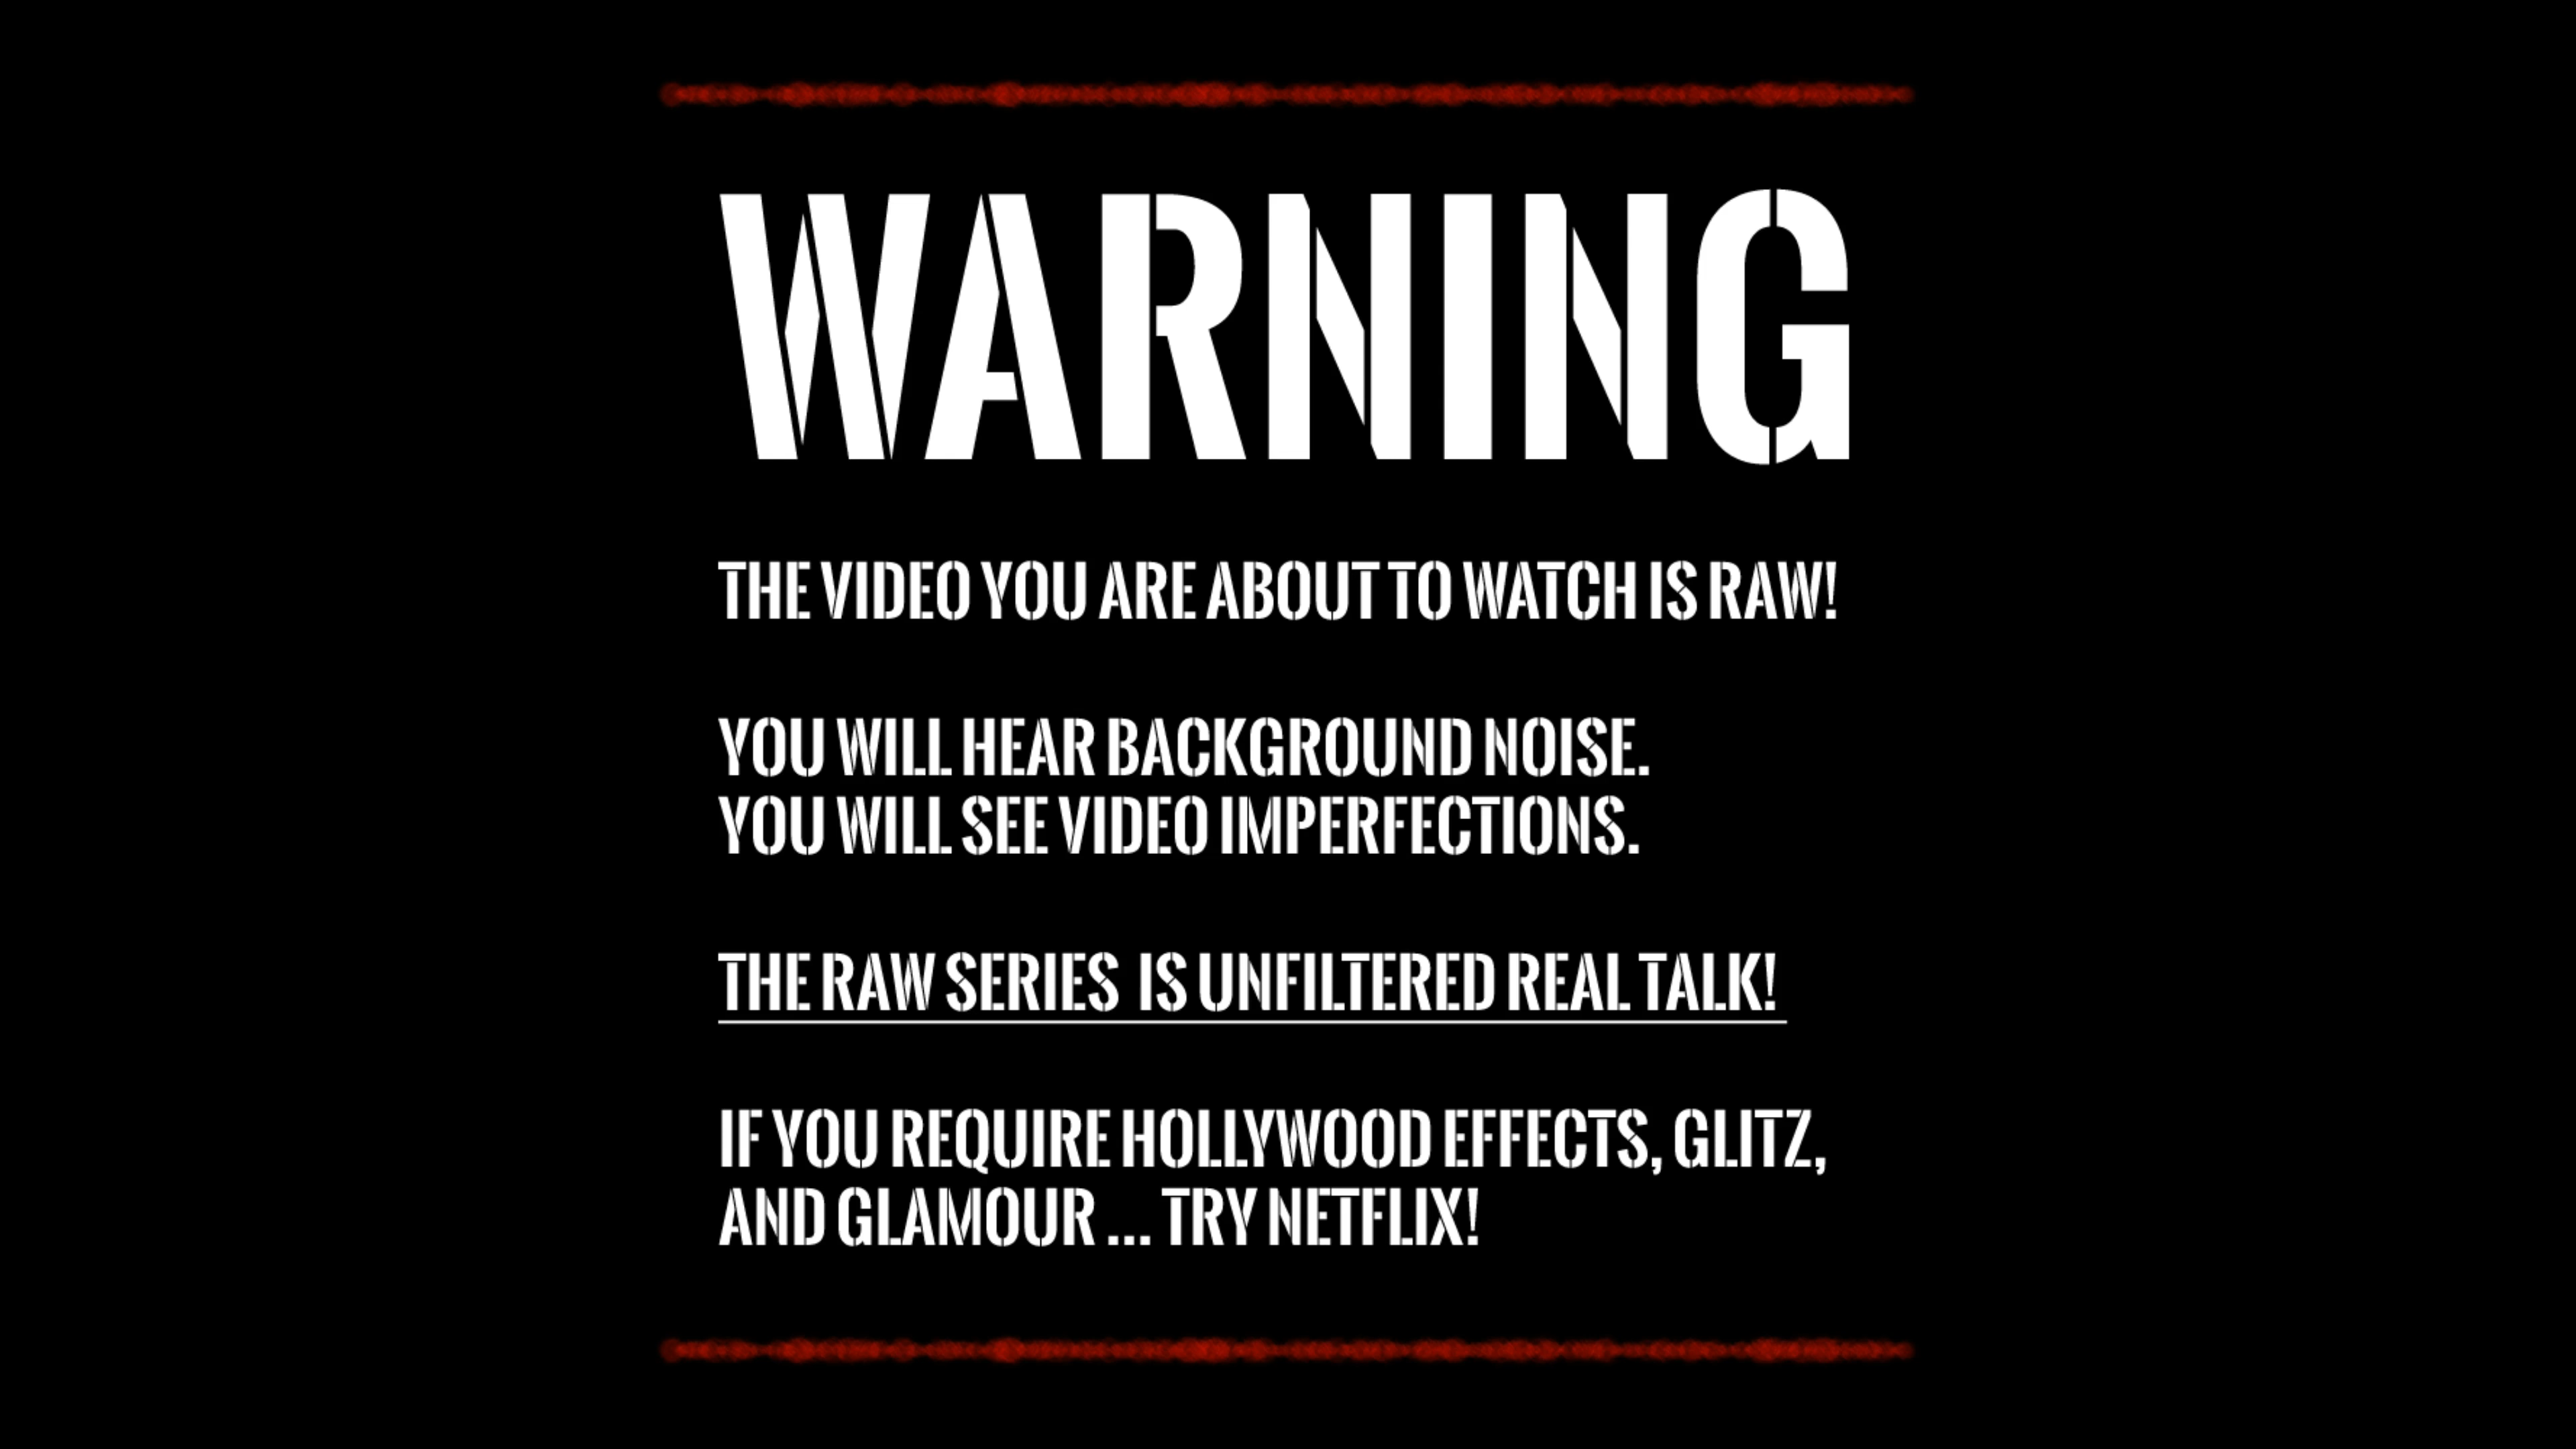 WARNING
THE VIDEO YOU ARE ABOUT TO WATCH IS RAW!
YOU WILL HEAR BACKGROUND NOISE.
YOU WILL SEE VIDEO IMPERFECTIONS.
THE RAW SERIES IS UNFILTERED REAL TALK!
IF YOU REQUIRE HOLLYWOOD EFFECTS, GLITZ,
AND GLAMOUR ... TRY NETFLIX!